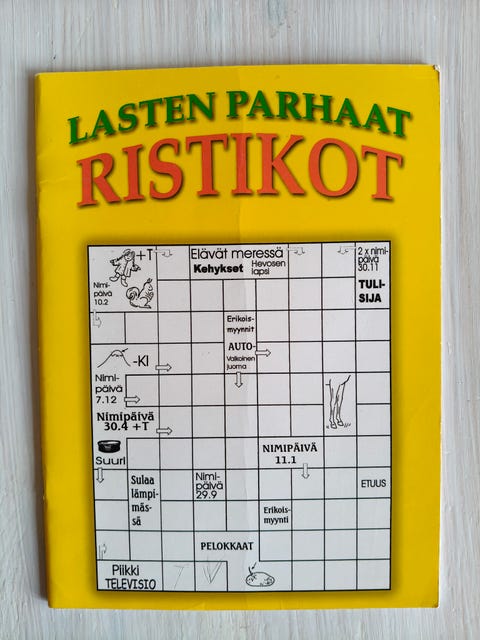 LASTEN PARHAAT
RISTIKOT
+T
Nimi-
päivä
10.2
Elävät meressä
Kehykset
Hevosen
lapsi
2 x nimi-
päivä
30.11
TULI-
SIJA
Erikois-
myynnit
AUTO-
Valkoinen
juoma
-KI
Nimi-
päivä
7.12
Nimipäivä
30.4 +T
Suuri
NIMIPÄIVÄ
11.1
Sulaa
lämpi-
mäs-
sä
Nimi-
päivä
29.9
ETUUS
Erikois-
myynti
PELOKKAAT
Piikki
TELEVISIO
T V